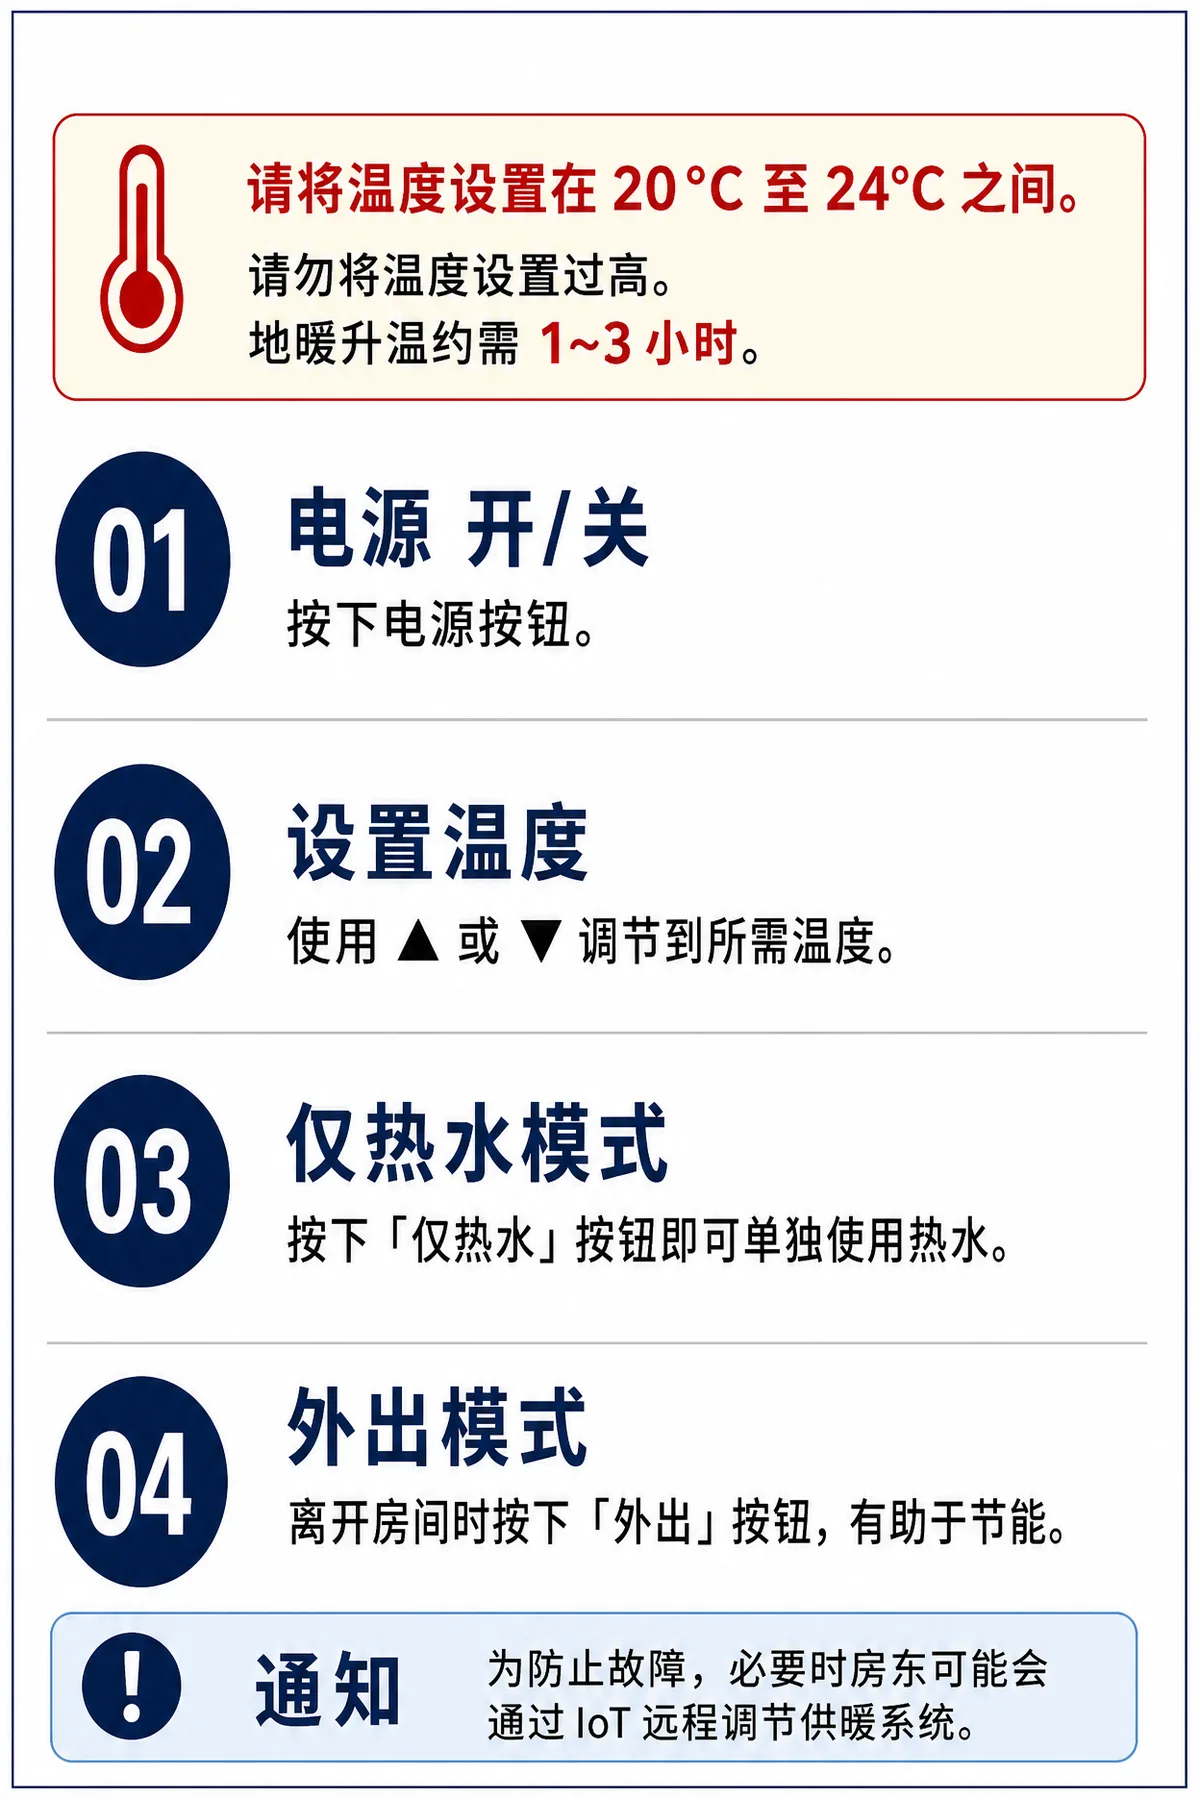 请将温度设置在 20°C 至 24°C 之间。
请勿将温度设置过高。
地暖升温约需 1~3 小时。
01
电源 开/关
按下电源按钮。
02
设置温度
使用 ▲ 或 ▼ 调节到所需温度。
03
仅热水模式
按下「仅热水」按钮即可单独使用热水。
04
外出模式
离开房间时按下「外出」按钮，有助于节能。
!
通知
为防止故障，必要时房东可能会
通过 IoT 远程调节供暖系统。